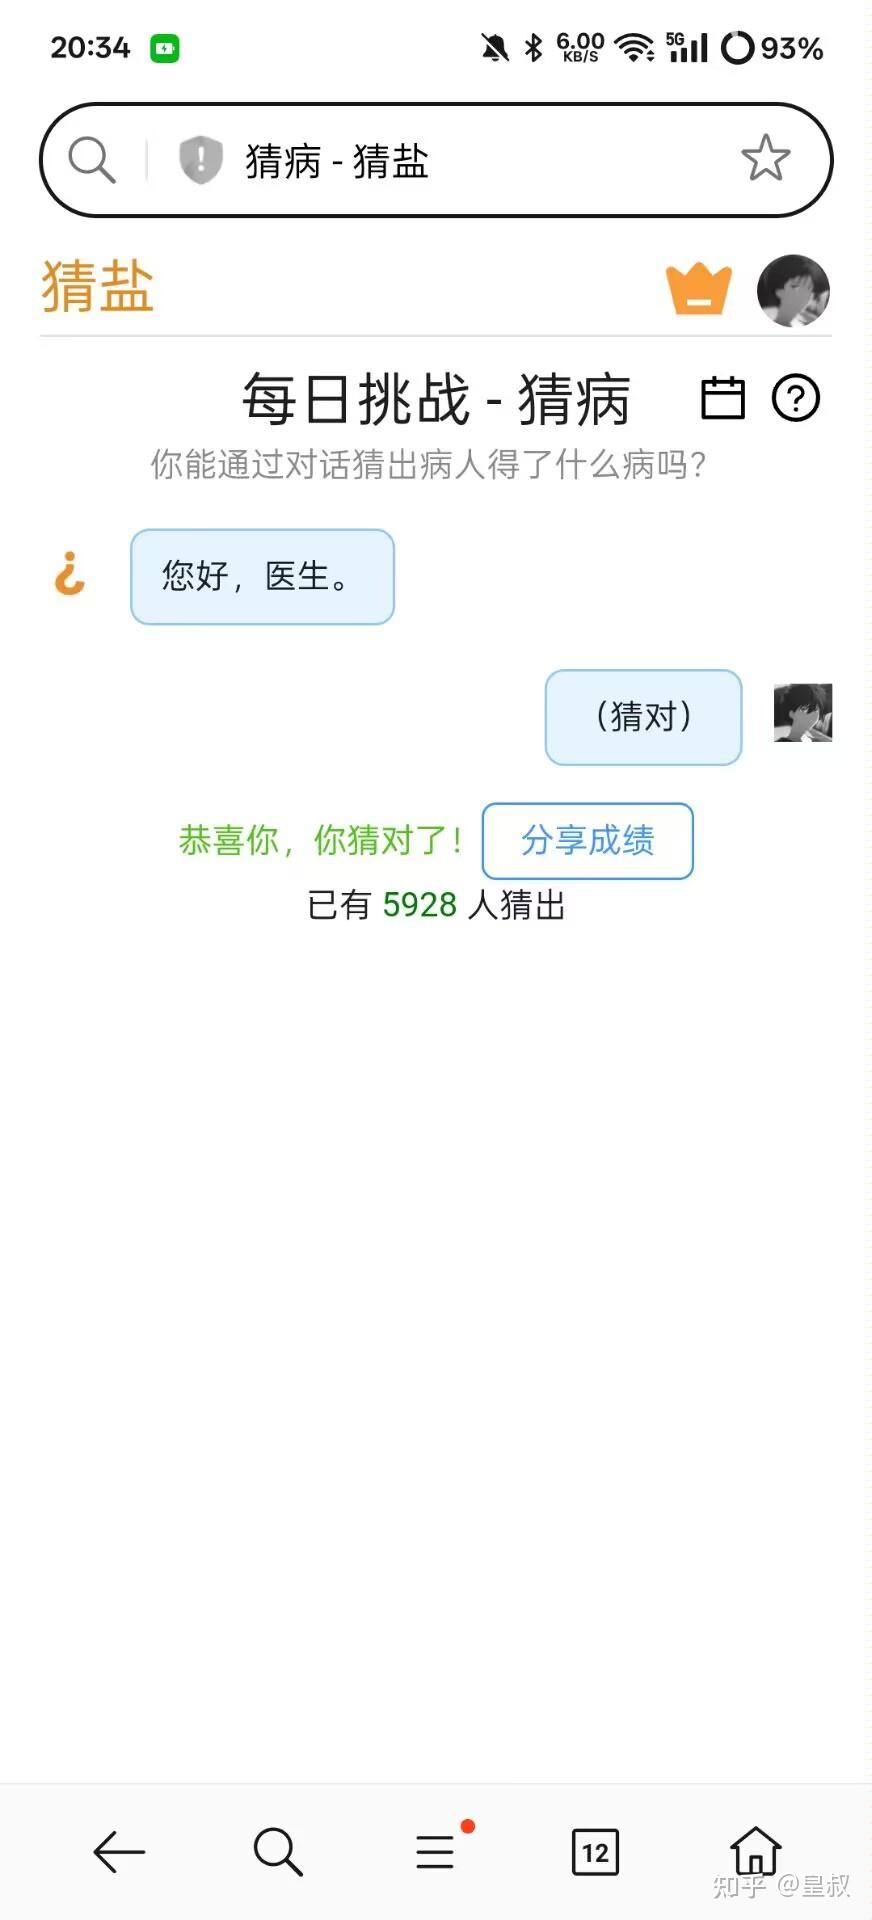 20:34 6.00 KB/S 5G 93%
猜病 - 猜盐
猜盐
每日挑战 - 猜病
你能通过对话猜出病人得了什么病吗?
您好，医生。
（猜对）
恭喜你，你猜对了！ 分享成绩
已有 5928 人猜出
12
知乎 @皇叔